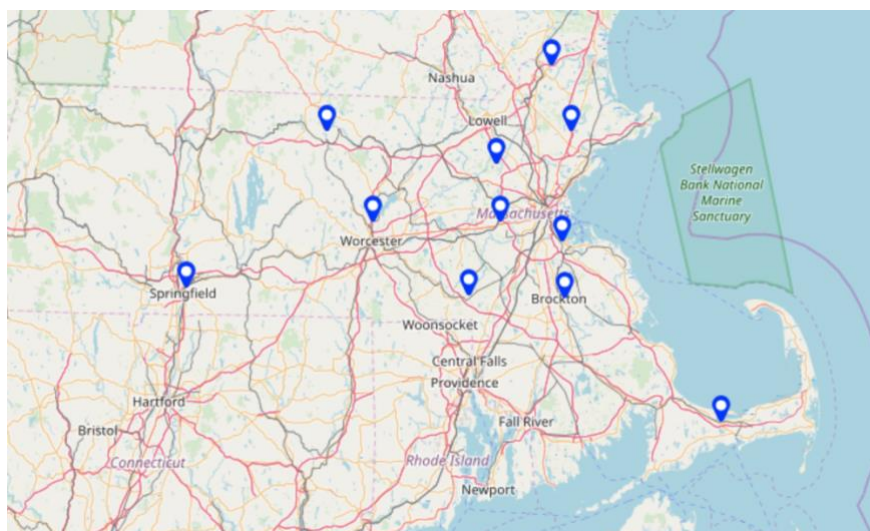 Nashua
Lowell
Stellwagen
Bank National
Marine
Sanctuary
Massachusetts
Worcester
Springfield
Brockton
Woonsocket
Central Falls
Providence
Hartford
Fall River
Bristol
Connecticut
Rhode Island
Newport